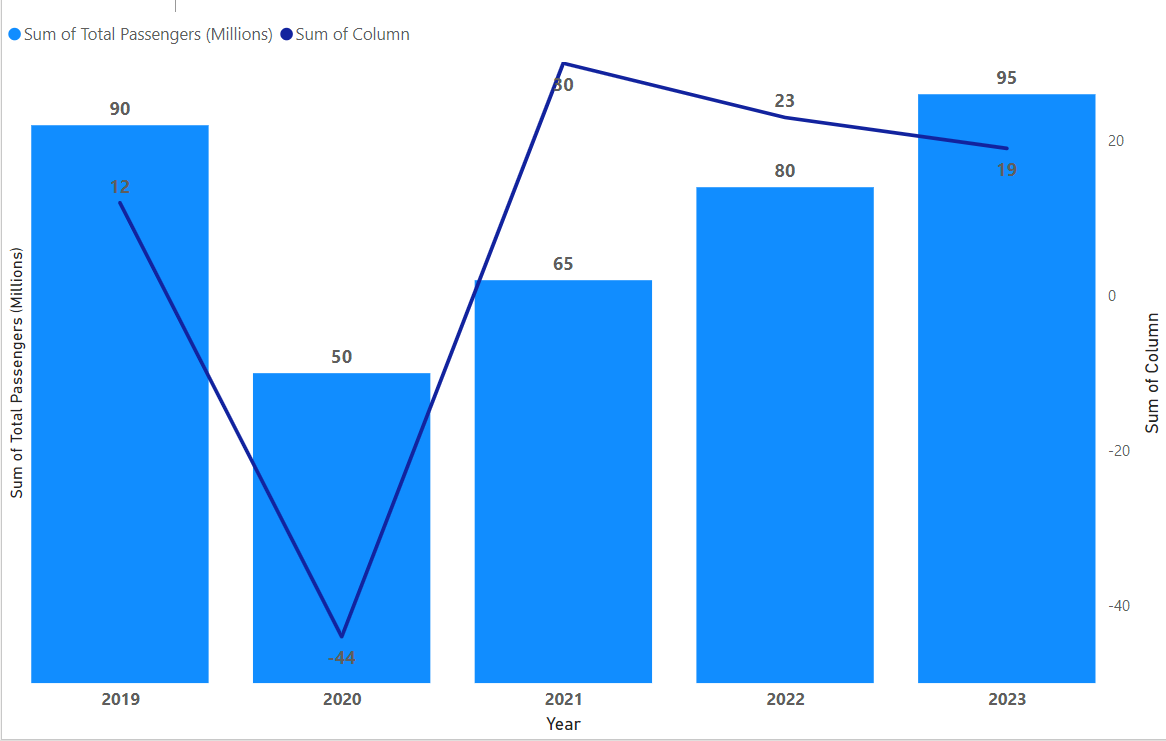 Sum of Total Passengers (Millions) Sum of Column
90
12
50
-44
30
65
23
80
95
19
20
0
-20
-40
Sum of Total Passengers (Millions)
Sum of Column
2019 2020 2021 2022 2023
Year